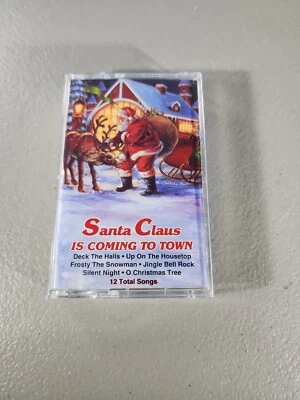 Santa Claus
IS COMING TO TOWN
Deck The Halls • Up On The Housetop
Frosty The Snowman • Jingle Bell Rock
Silent Night • O Christmas Tree
12 Total Songs